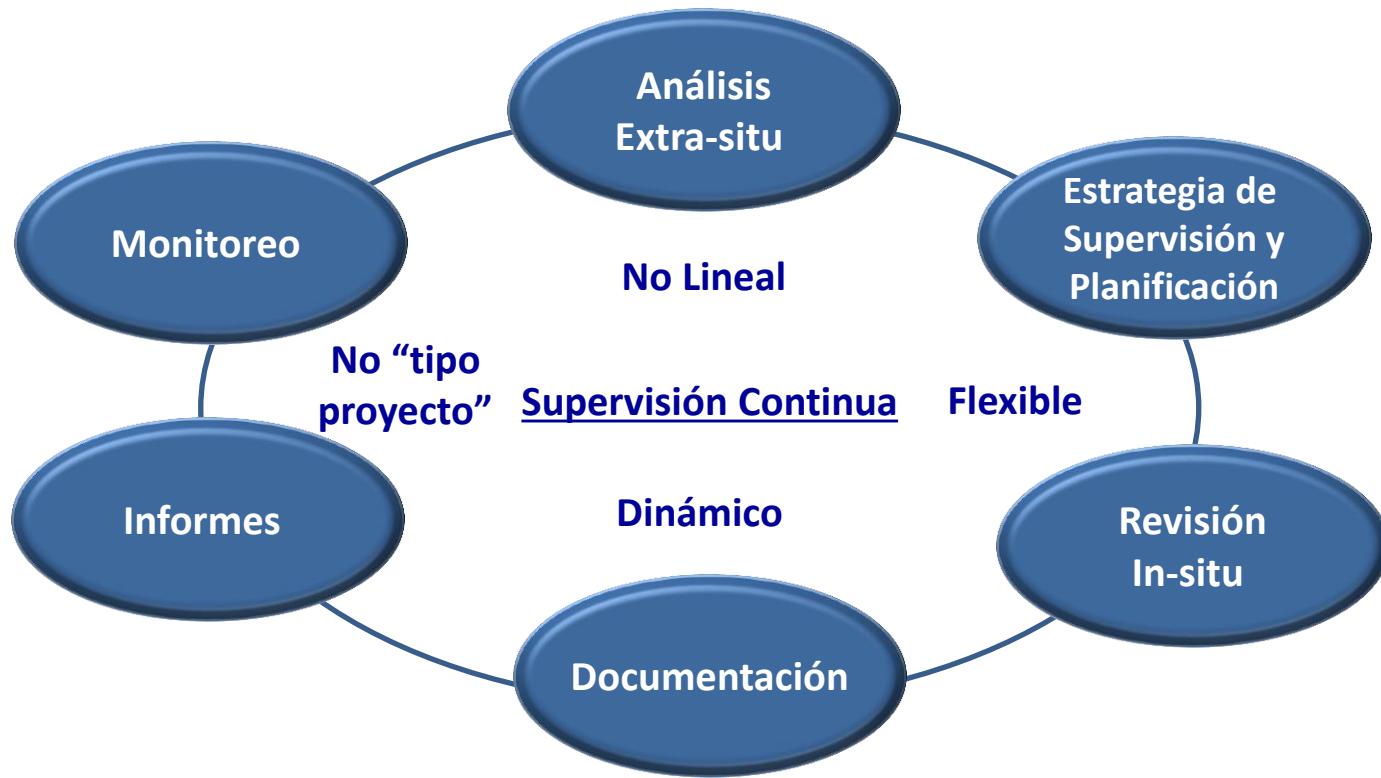 Análisis
Extra-situ
Estrategia de
Supervisión y
Planificación
Monitoreo
No Lineal
No “tipo
proyecto”
Supervisión Continua
Flexible
Informes
Dinámico
Revisión
In-situ
Documentación